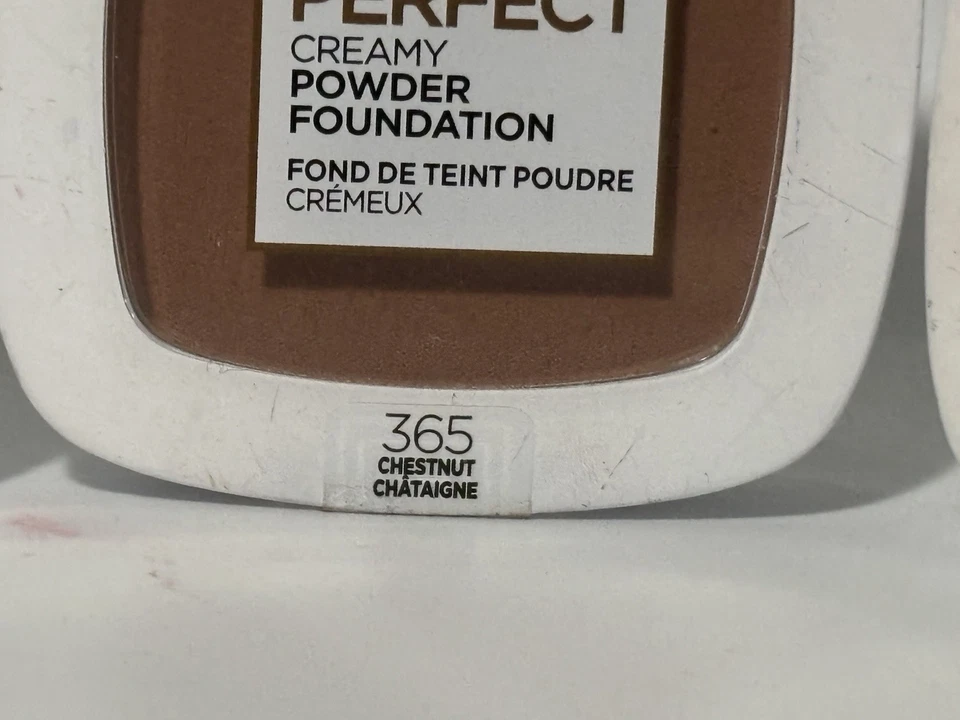 PERFECT
CREAMY
POWDER
FOUNDATION
FOND DE TEINT POUDRE
CRÉMEUX
365
CHESTNUT
CHÂTAIGNE